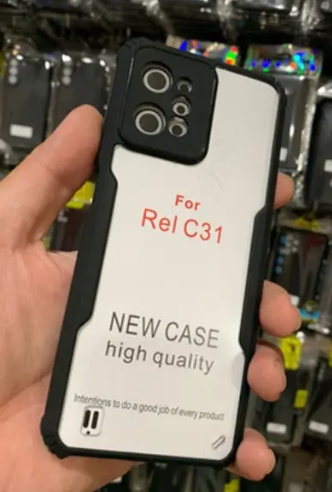 For
Rel C31
NEW CASE
high quality
Intentions to do a good job of every product